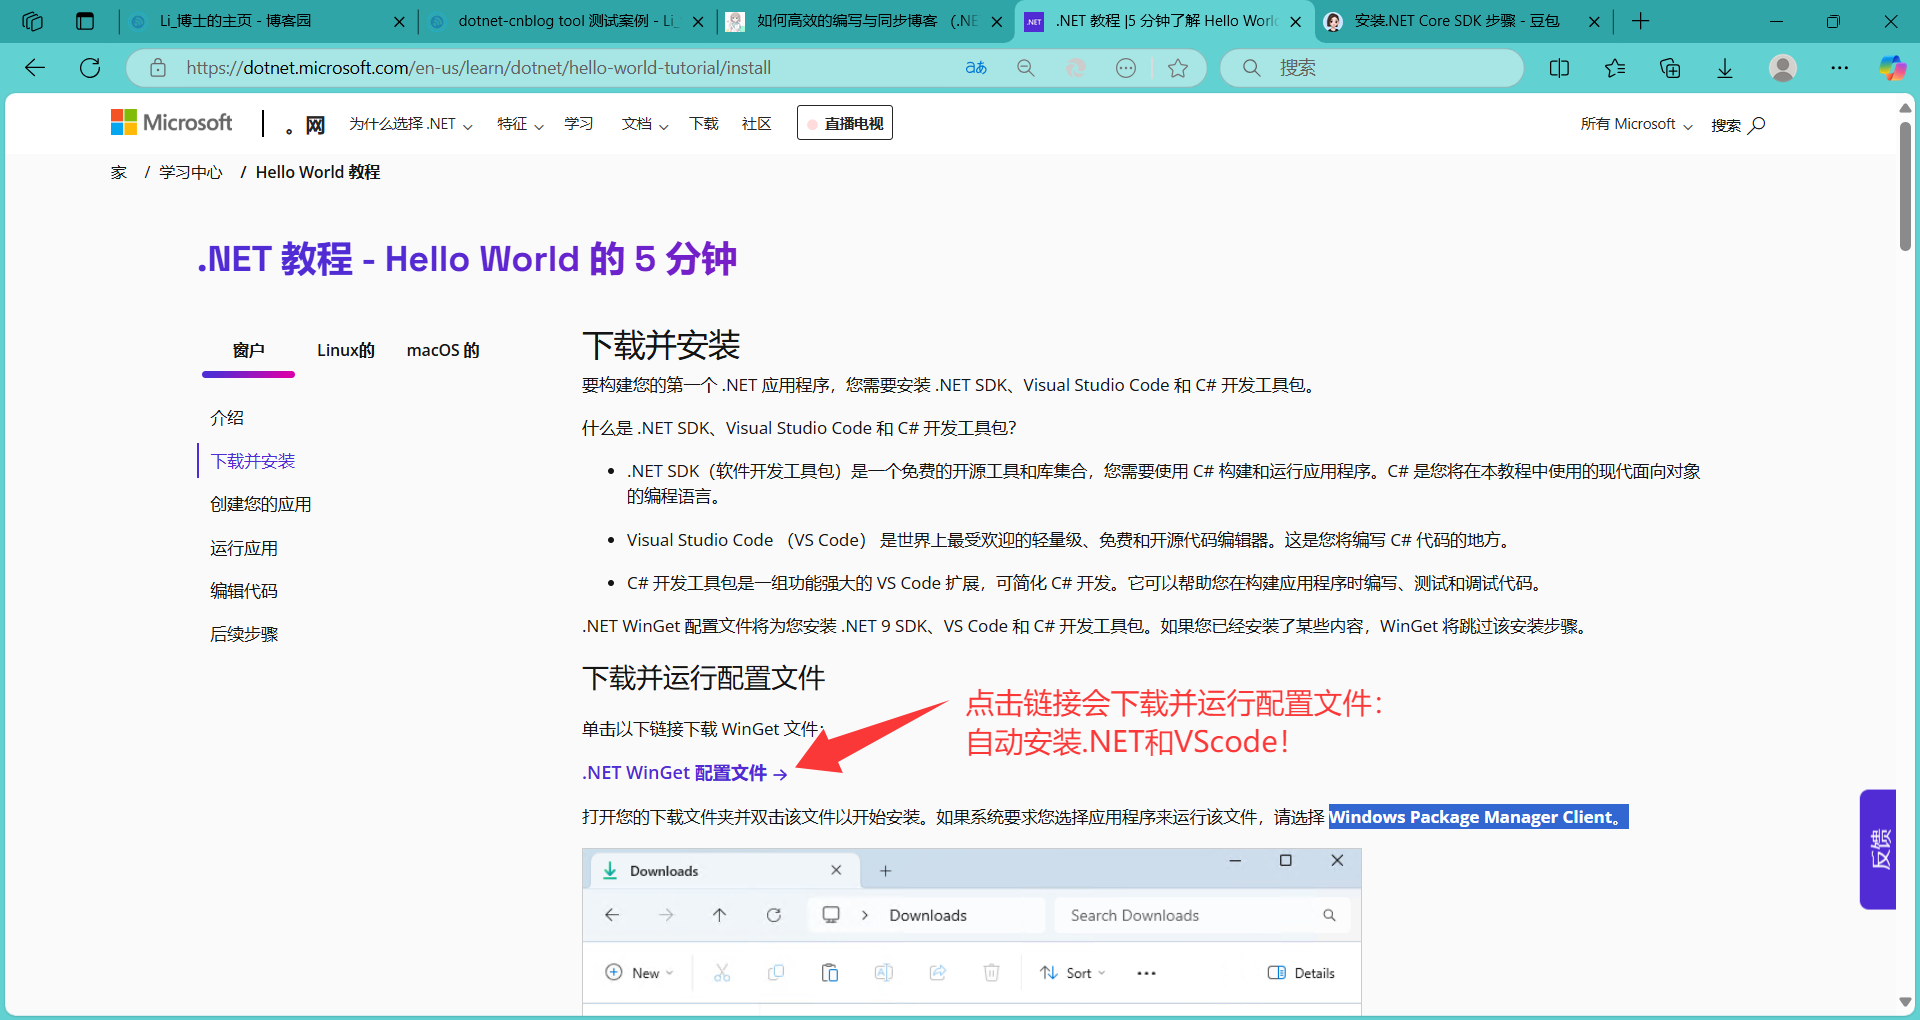 Li_博士的主页 - 博客园
dotnet-cnblog tool 测试案例 - Li_
如何高效的编写与同步博客 （.NE
.NET 教程 |5 分钟了解 Hello World
安装.NET Core SDK 步骤 - 豆包
https://dotnet.microsoft.com/en-us/learn/dotnet/hello-world-tutorial/install
搜索
Microsoft
。网
为什么选择 .NET
特征
学习
文档
下载
社区
直播电视
所有 Microsoft
搜索
家 / 学习中心 / Hello World 教程
.NET 教程 - Hello World 的 5 分钟
窗户
Linux的
macOS 的
介绍
下载并安装
创建您的应用
运行应用
编辑代码
后续步骤
下载并安装
要构建您的第一个 .NET 应用程序，您需要安装 .NET SDK、Visual Studio Code 和 C# 开发工具包。
什么是 .NET SDK、Visual Studio Code 和 C# 开发工具包？
.NET SDK（软件开发工具包）是一个免费的开源工具和库集合，您需要使用 C# 构建和运行应用程序。C# 是您将在本教程中使用的现代面向对象
的编程语言。
Visual Studio Code （VS Code） 是世界上最受欢迎的轻量级、免费和开源代码编辑器。这是您将编写 C# 代码的地方。
C# 开发工具包是一组功能强大的 VS Code 扩展，可简化 C# 开发。它可以帮助您在构建应用程序时编写、测试和调试代码。
.NET WinGet 配置文件将为您安装 .NET 9 SDK、VS Code 和 C# 开发工具包。如果您已经安装了某些内容，WinGet 将跳过该安装步骤。
下载并运行配置文件
点击链接会下载并运行配置文件：
自动安装.NET和VScode！
单击以下链接下载 WinGet 文件：
.NET WinGet 配置文件 →
打开您的下载文件夹并双击该文件以开始安装。如果系统要求您选择应用程序来运行该文件，请选择 Windows Package Manager Client。
反馈
Downloads
Downloads
Search Downloads
New
Sort
Details